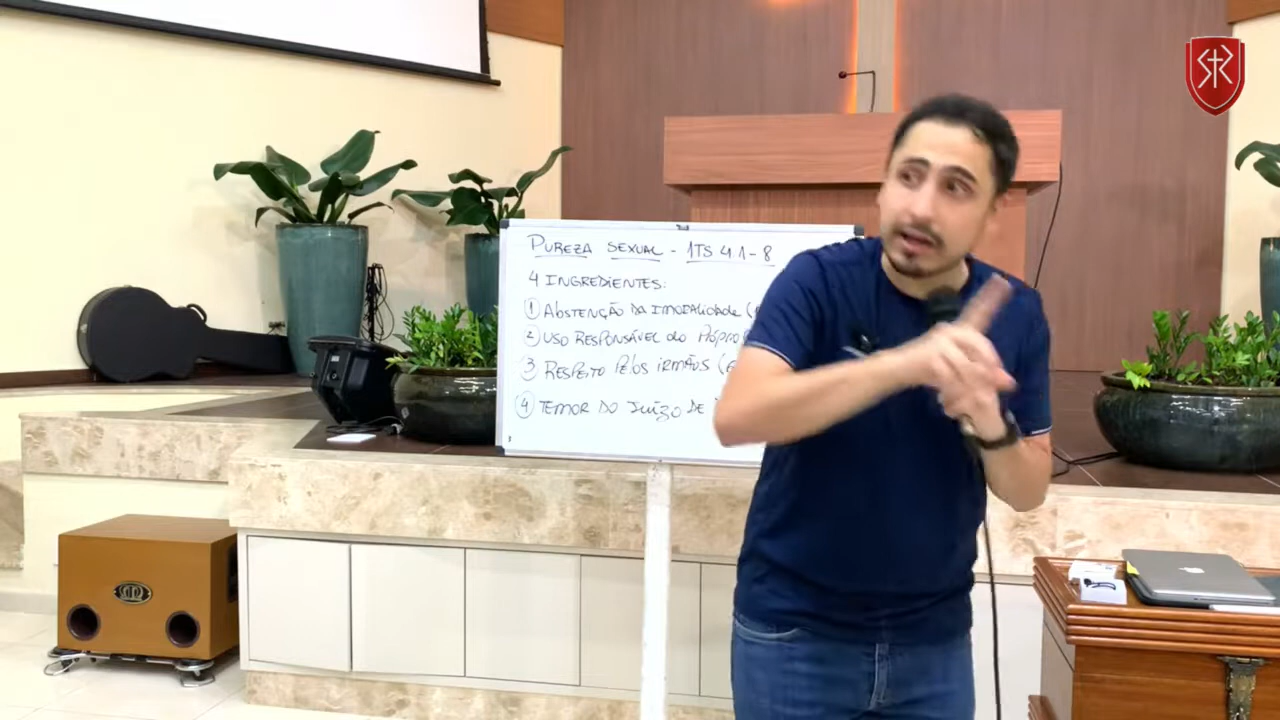 PUREZA SEXUAL - 1TS 4.1-8
4 INGREDIENTES:
1 ABSTENÇÃO DA IMORALIDADE (
2 USO RESPONSÁVEL DO PRÓPRIO
3 RESPEITO PELOS IRMÃOS (
4 TEMOR DO JUÍZO DE